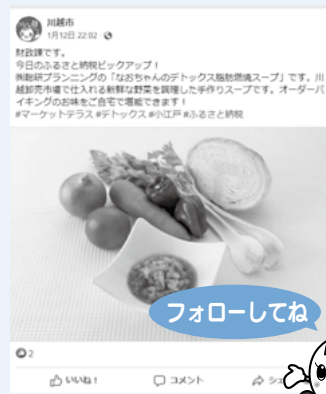 川越市
1月12日 22:02・
財政課です。
今日のふるさと納税ピックアップ！
㈱総研プランニングの「なおちゃんのデトックス脂肪燃焼スープ」です。川
越卸売市場で仕入れる新鮮な野菜を調理した手作りスープです。オーダーバ
イキングのお味をご自宅で堪能できます！
#マーケットテラス #デトックス #小江戸 #ふるさと納税
フォローしてね
2
いいね！
コメント
シェ